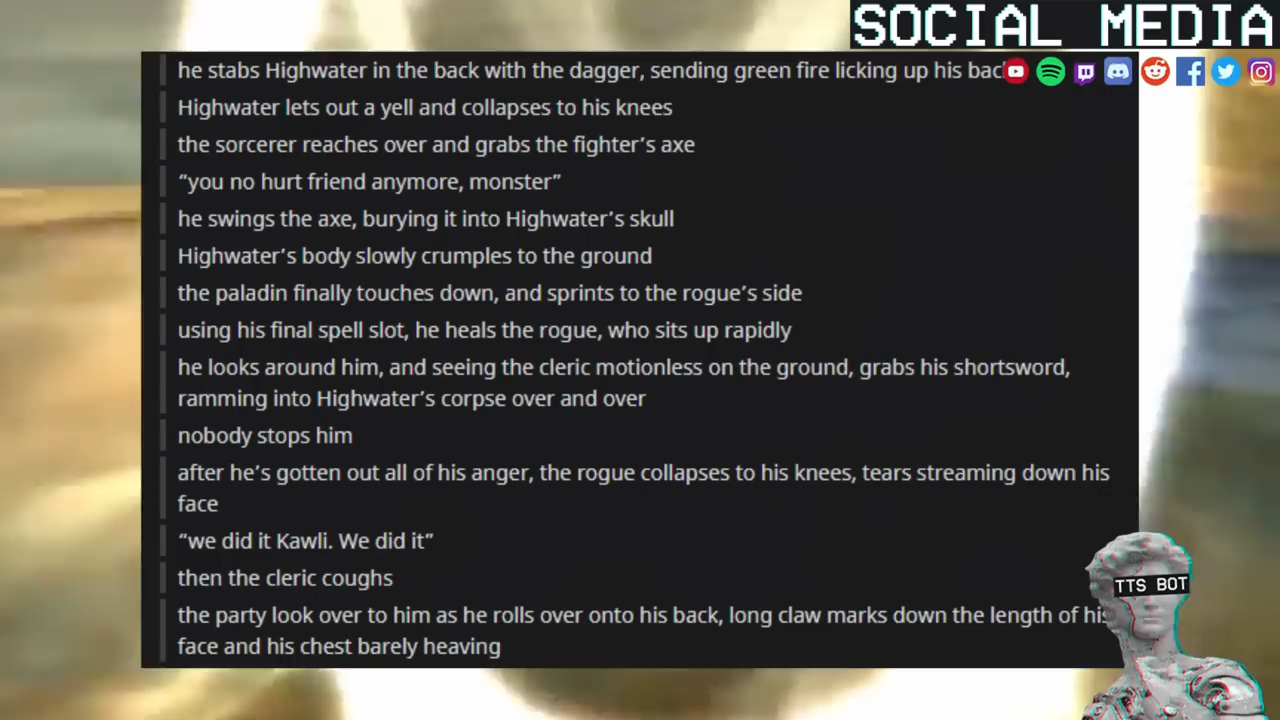 SOCIAL MEDIA
he stabs Highwater in the back with the dagger, sending green fire licking up his bac
Highwater lets out a yell and collapses to his knees
the sorcerer reaches over and grabs the fighter’s axe
“you no hurt friend anymore, monster”
he swings the axe, burying it into Highwater’s skull
Highwater’s body slowly crumples to the ground
the paladin finally touches down, and sprints to the rogue’s side
using his final spell slot, he heals the rogue, who sits up rapidly
he looks around him, and seeing the cleric motionless on the ground, grabs his shortsword,
ramming into Highwater’s corpse over and over
nobody stops him
after he’s gotten out all of his anger, the rogue collapses to his knees, tears streaming down his
face
“we did it Kawli. We did it”
then the cleric coughs
the party look over to him as he rolls over onto his back, long claw marks down the length of his
face and his chest barely heaving
TTS BOT